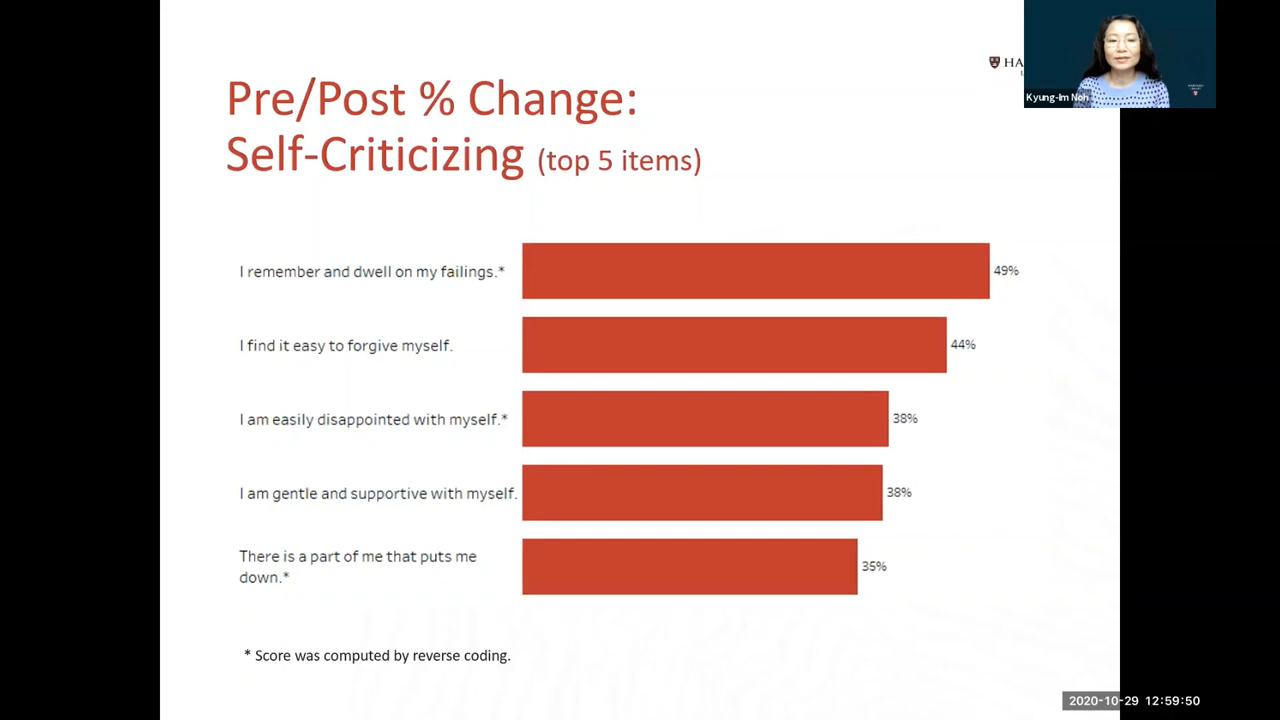 HA
Kyung-Im Noh
Pre/Post % Change:
Self-Criticizing (top 5 items)
I remember and dwell on my failings.*
49%
I find it easy to forgive myself.
44%
I am easily disappointed with myself.*
38%
I am gentle and supportive with myself.
38%
There is a part of me that puts me
down.*
35%
* Score was computed by reverse coding.
2020-10-29 12:59:50